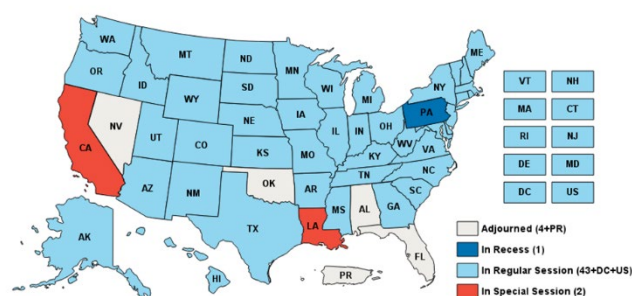 WA
MT
ND
MN
ME
OR
ID
WY
SD
WI
MI
NY
NV
UT
CO
NE
IA
IL
IN
OH
PA
CA
KS
MO
KY
WV
VA
AZ
NM
OK
AR
TN
NC
SC
TX
LA
MS
AL
GA
FL
AK
HI
PR
VT NH
MA CT
RI NJ
DE MD
DC US
Adjourned (4+PR)
In Recess (1)
In Regular Session (43+DC+US)
In Special Session (2)